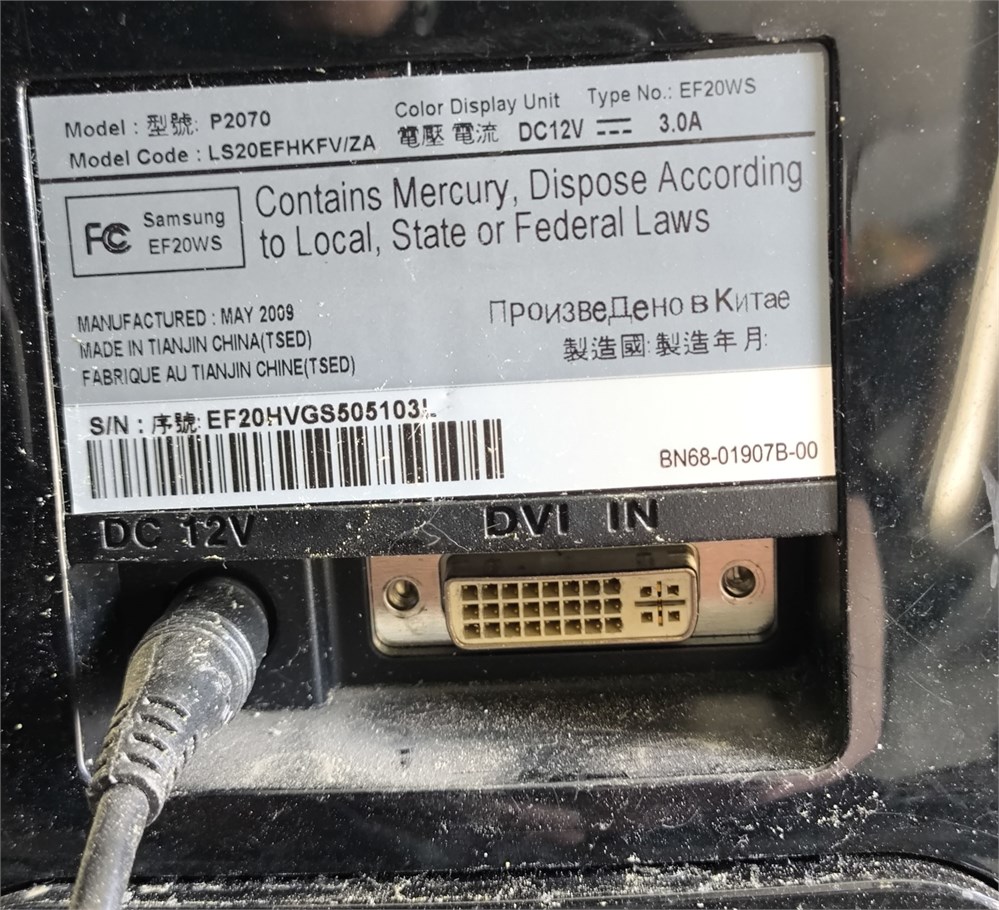 Model : 型號: P2070
Color Display Unit Type No.: EF20WS
Model Code : LS20EFHKFV/ZA
電壓 電流 DC12V 3.0A
FC Samsung
EF20WS
Contains Mercury, Dispose According
to Local, State or Federal Laws
MANUFACTURED : MAY 2009
MADE IN TIANJIN CHINA(TSED)
FABRIQUE AU TIANJIN CHINE(TSED)
ПроизвеДено в Китае
製造國: 製造年月:
S/N : 序號: EF20HVGS505103L
BN68-01907B-00
DC 12V
DVI IN